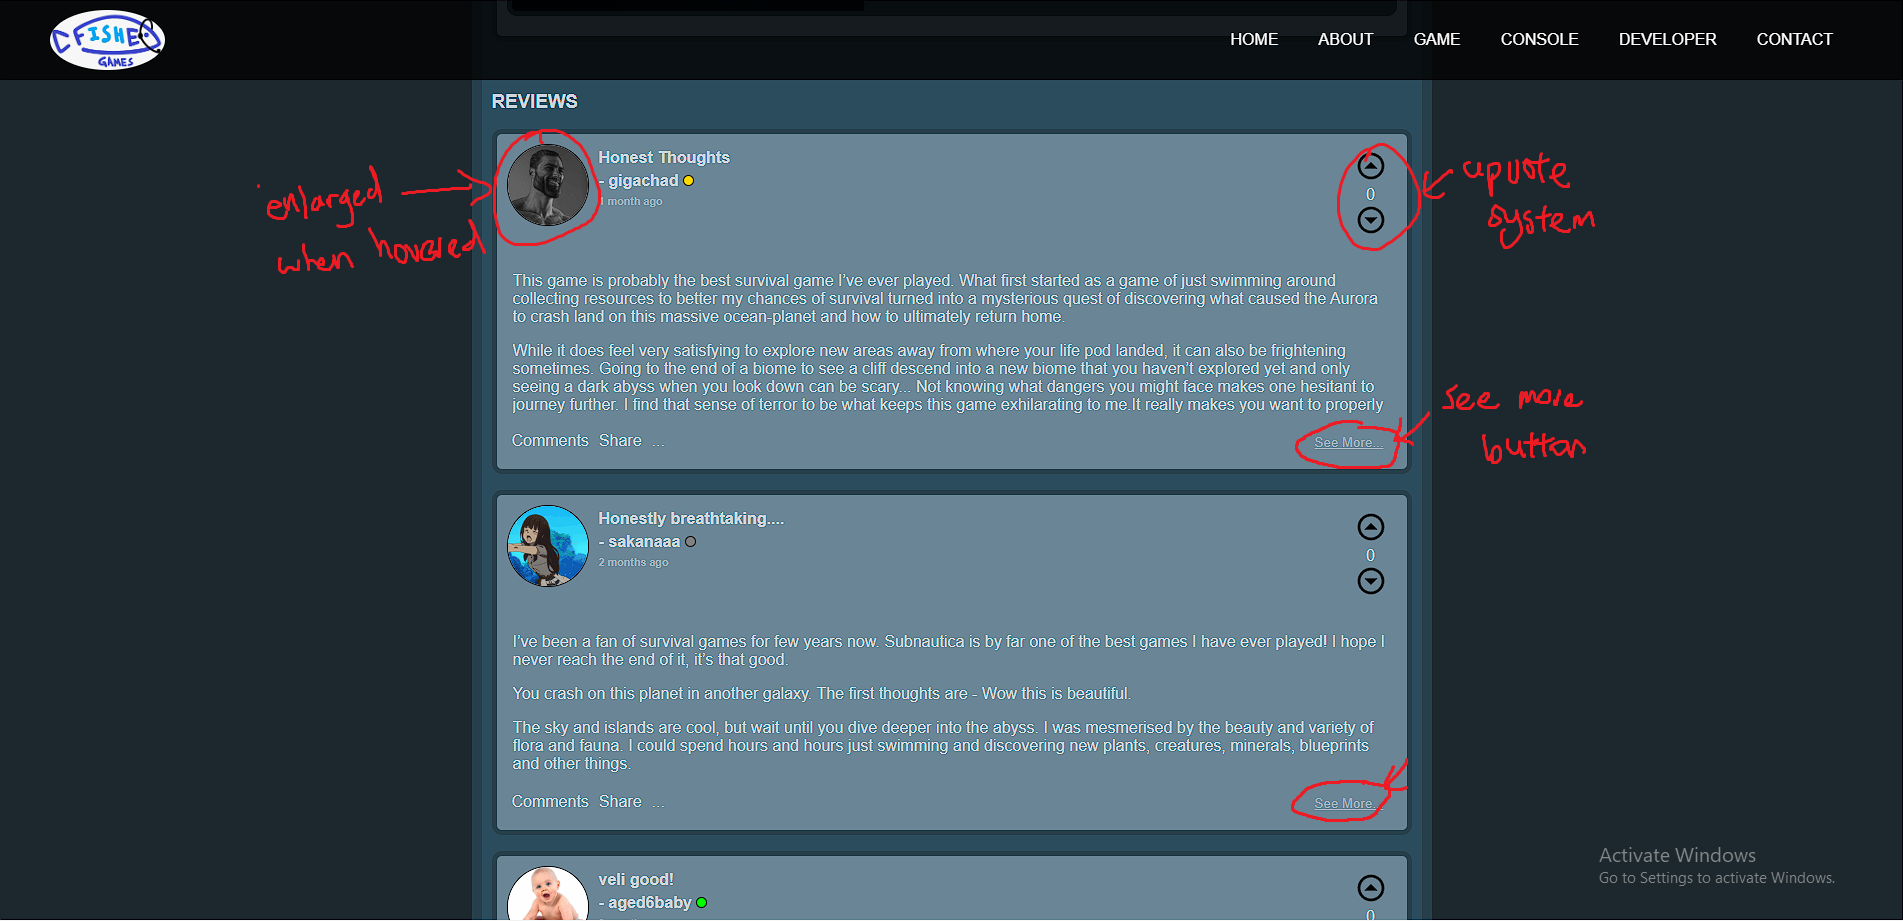 CFISHES
GAMES
HOME ABOUT GAME CONSOLE DEVELOPER CONTACT
REVIEWS
Honest Thoughts
- gigachad
1 month ago
0
enlarged
when hovered
upvote
system
This game is probably the best survival game I've ever played. What first started as a game of just swimming around
collecting resources to better my chances of survival turned into a mysterious quest of discovering what caused the Aurora
to crash land on this massive ocean-planet and how to ultimately return home.
While it does feel very satisfying to explore new areas away from where your life pod landed, it can also be frightening
sometimes. Going to the end of a biome to see a cliff descend into a new biome that you haven't explored yet and only
seeing a dark abyss when you look down can be scary... Not knowing what dangers you might face makes one hesitant to
journey further. I find that sense of terror to be what keeps this game exhilarating to me.It really makes you want to properly
Comments Share ... See More...
see more
button
Honestly breathtaking....
- sakanaaa
2 months ago
0
I've been a fan of survival games for few years now. Subnautica is by far one of the best games I have ever played! I hope I
never reach the end of it, it's that good.
You crash on this planet in another galaxy. The first thoughts are - Wow this is beautiful.
The sky and islands are cool, but wait until you dive deeper into the abyss. I was mesmerised by the beauty and variety of
flora and fauna. I could spend hours and hours just swimming and discovering new plants, creatures, minerals, blueprints
and other things.
Comments Share ... See More...
veli good!
- aged6baby
0
Activate Windows
Go to Settings to activate Windows.